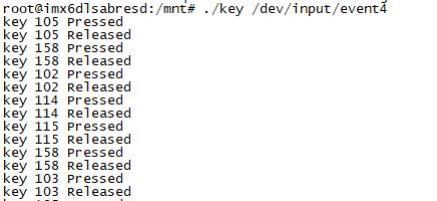 root@imx6dlsabresd:/mnt# ./key /dev/input/event4
key 105 Pressed
key 105 Released
key 158 Pressed
key 158 Released
key 102 Pressed
key 102 Released
key 114 Pressed
key 114 Released
key 115 Pressed
key 115 Released
key 158 Pressed
key 158 Released
key 103 Pressed
key 103 Released